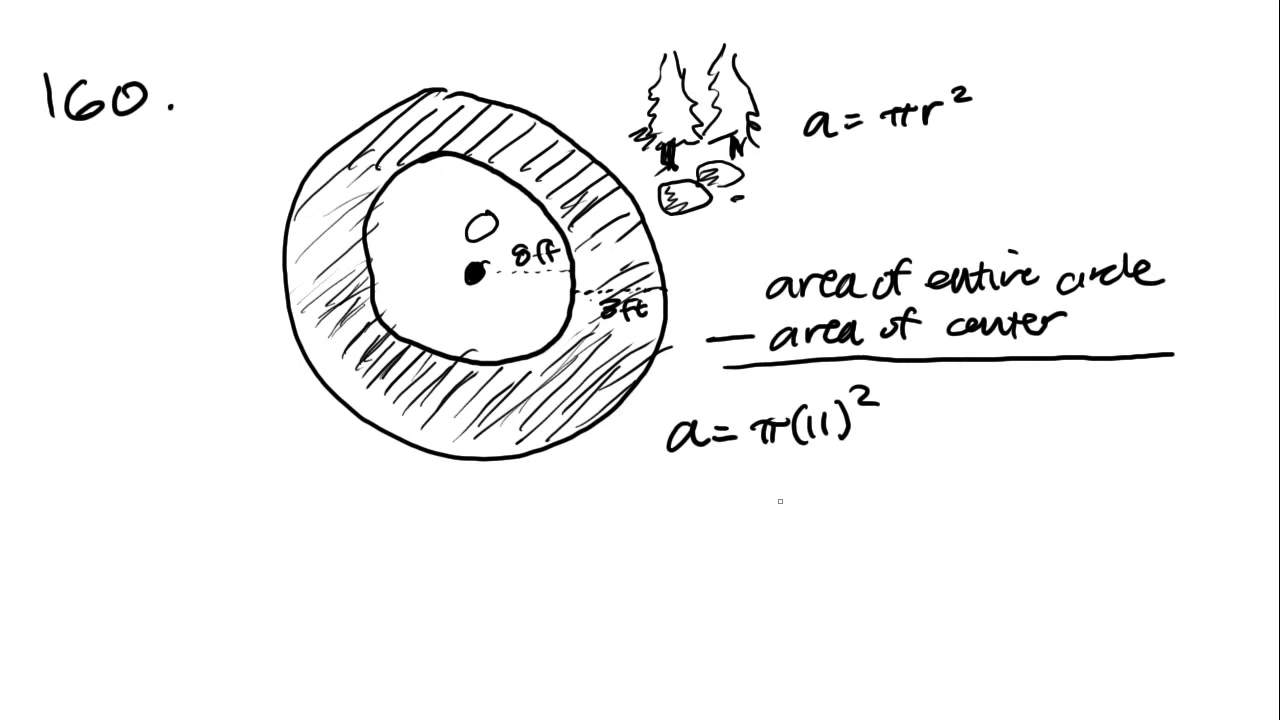 160.
a = πr²
8ft
3ft
area of entire circle
— area of center
a = π(11)²